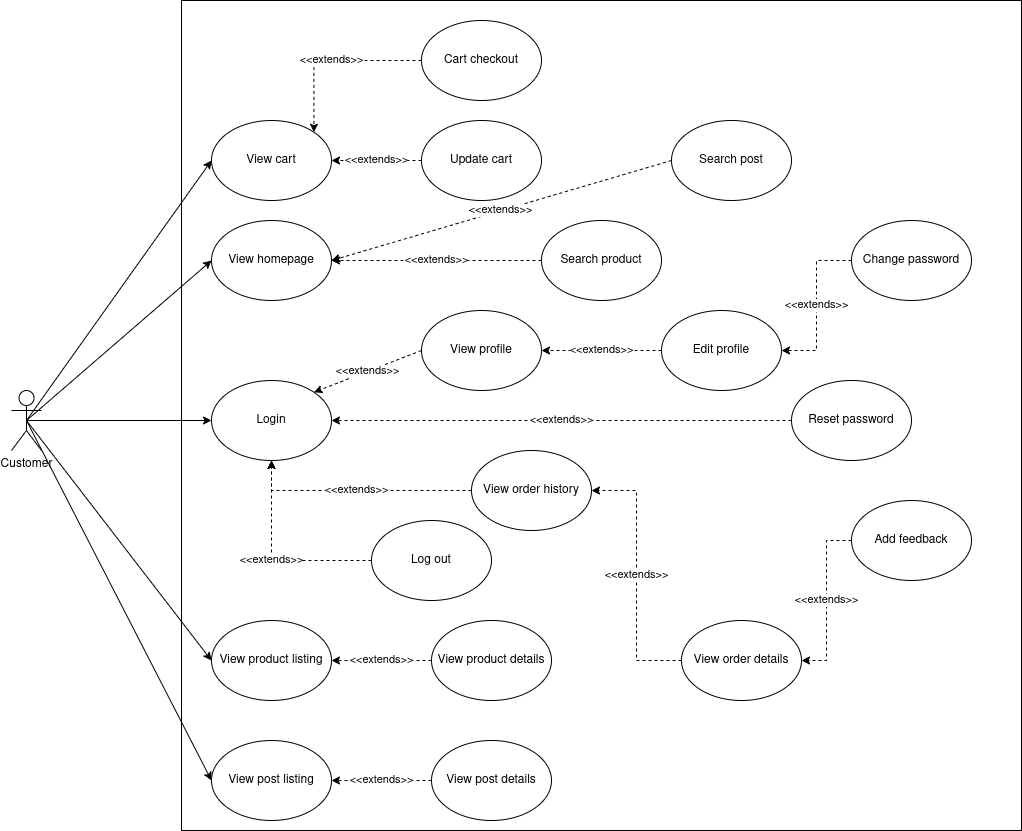 <<extends>>
Cart checkout
View cart
<<extends>>
Update cart
Search post
<<extends>>
View homepage
<<extends>>
Search product
Change password
<<extends>>
View profile
<<extends>>
Edit profile
<<extends>>
Login
<<extends>>
Reset password
Customer
<<extends>>
View order history
<<extends>>
Log out
Add feedback
<<extends>>
<<extends>>
View product listing
<<extends>>
View product details
View order details
View post listing
<<extends>>
View post details